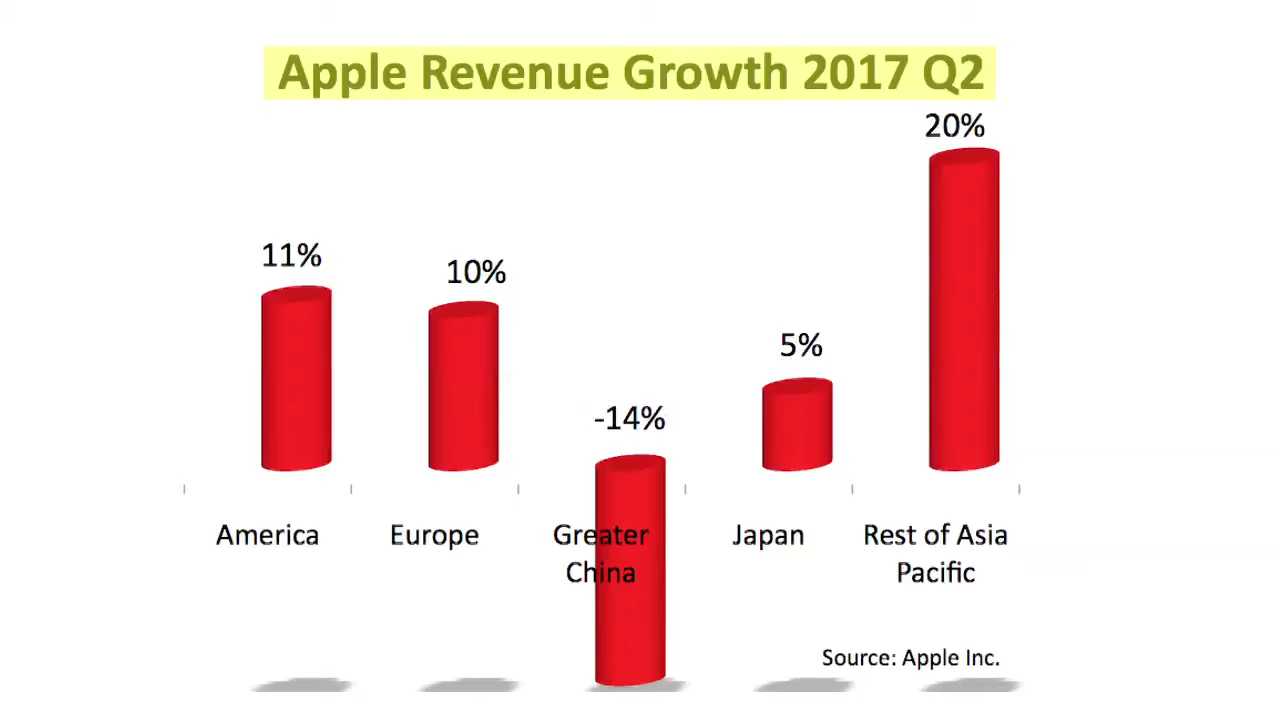 Apple Revenue Growth 2017 Q2
20%
11%
10%
5%
-14%
America
Europe
Greater
China
Japan
Rest of Asia
Pacific
Source: Apple Inc.